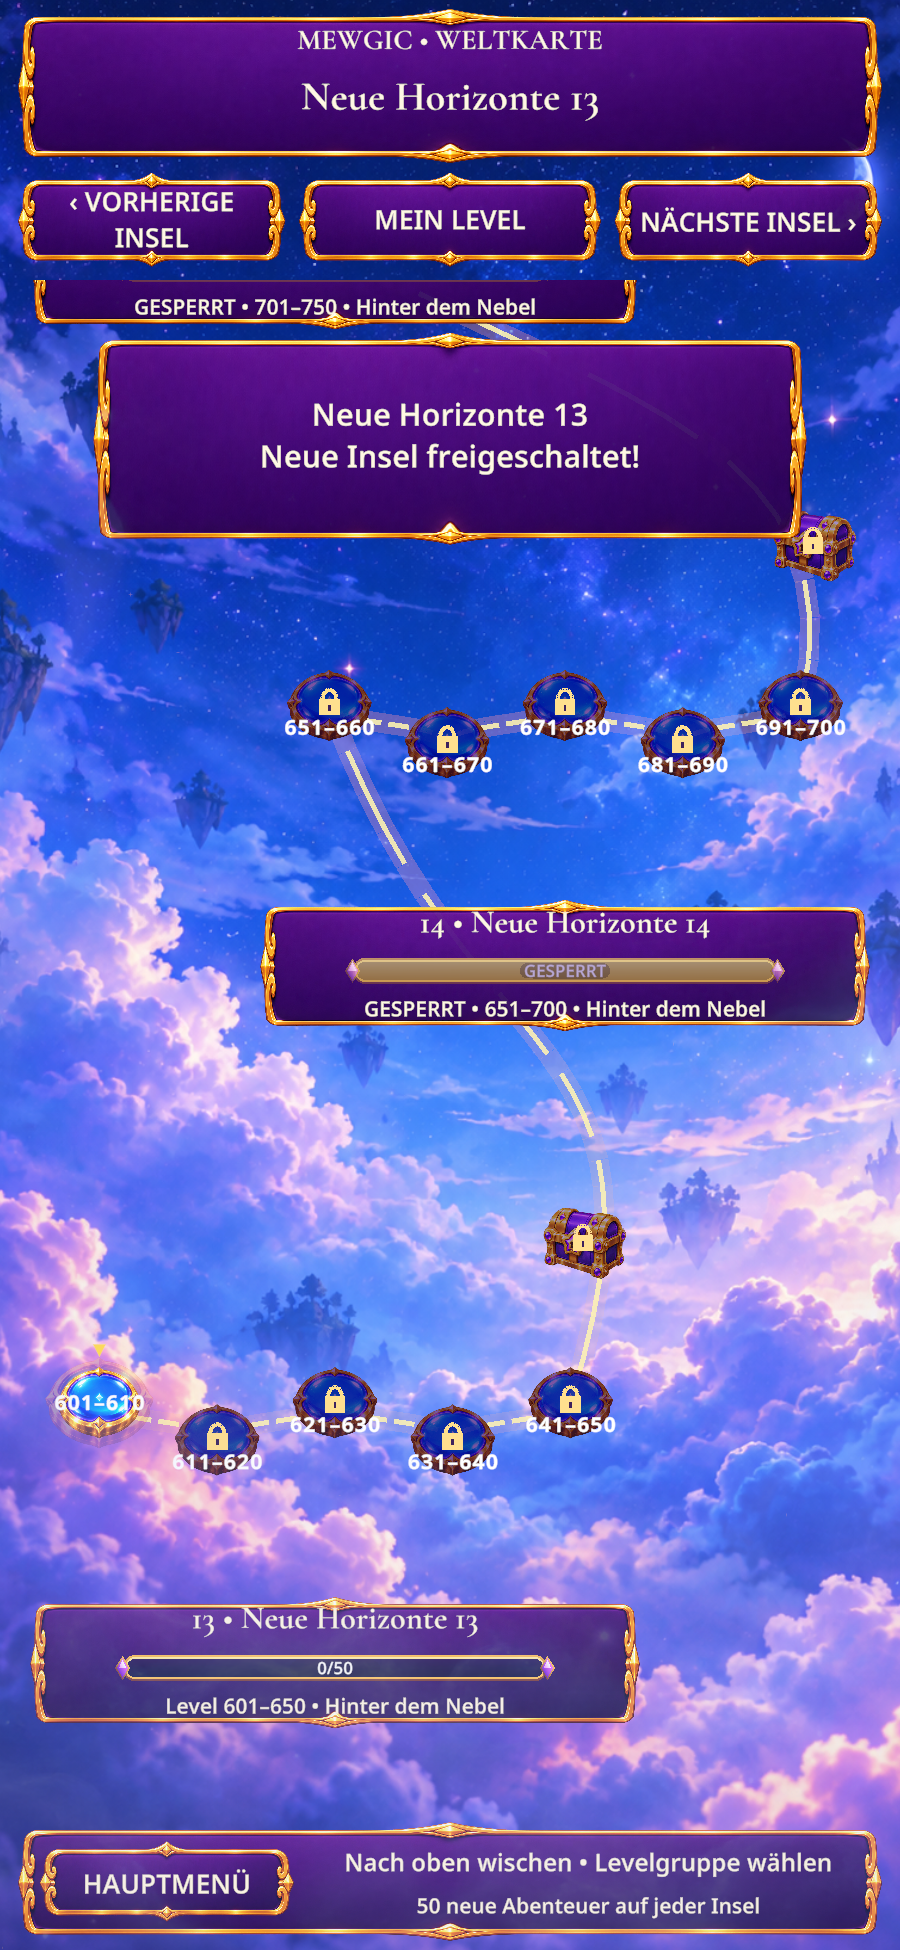 MEWGIC • WELTKARTE
Neue Horizonte 13
‹ VORHERIGE
INSEL
MEIN LEVEL
NÄCHSTE INSEL ›
GESPERRT • 701–750 • Hinter dem Nebel
Neue Horizonte 13
Neue Insel freigeschaltet!
651–660
661–670
671–680
681–690
691–700
14 • Neue Horizonte 14
GESPERRT
GESPERRT • 651–700 • Hinter dem Nebel
601–610
611–620
621–630
631–640
641–650
13 • Neue Horizonte 13
0/50
Level 601–650 • Hinter dem Nebel
HAUPTMENÜ
Nach oben wischen • Levelgruppe wählen
50 neue Abenteuer auf jeder Insel